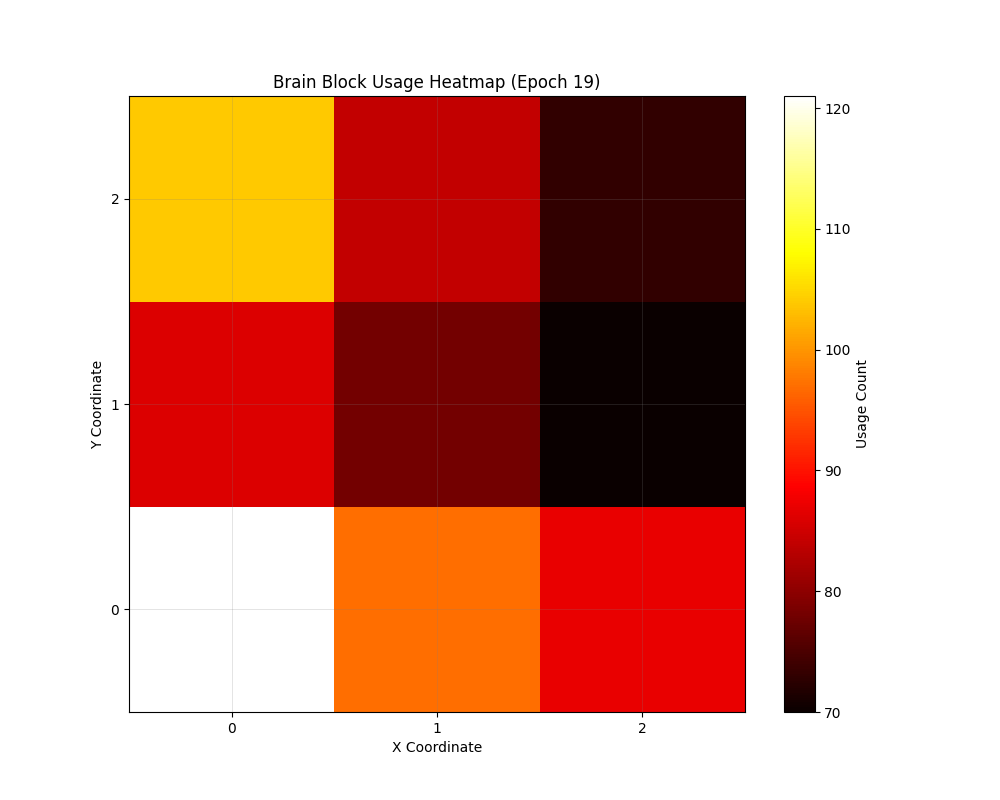 Brain Block Usage Heatmap (Epoch 19)
2
1
0
Y Coordinate
0 1 2
X Coordinate
120
110
100
90
80
70
Usage Count